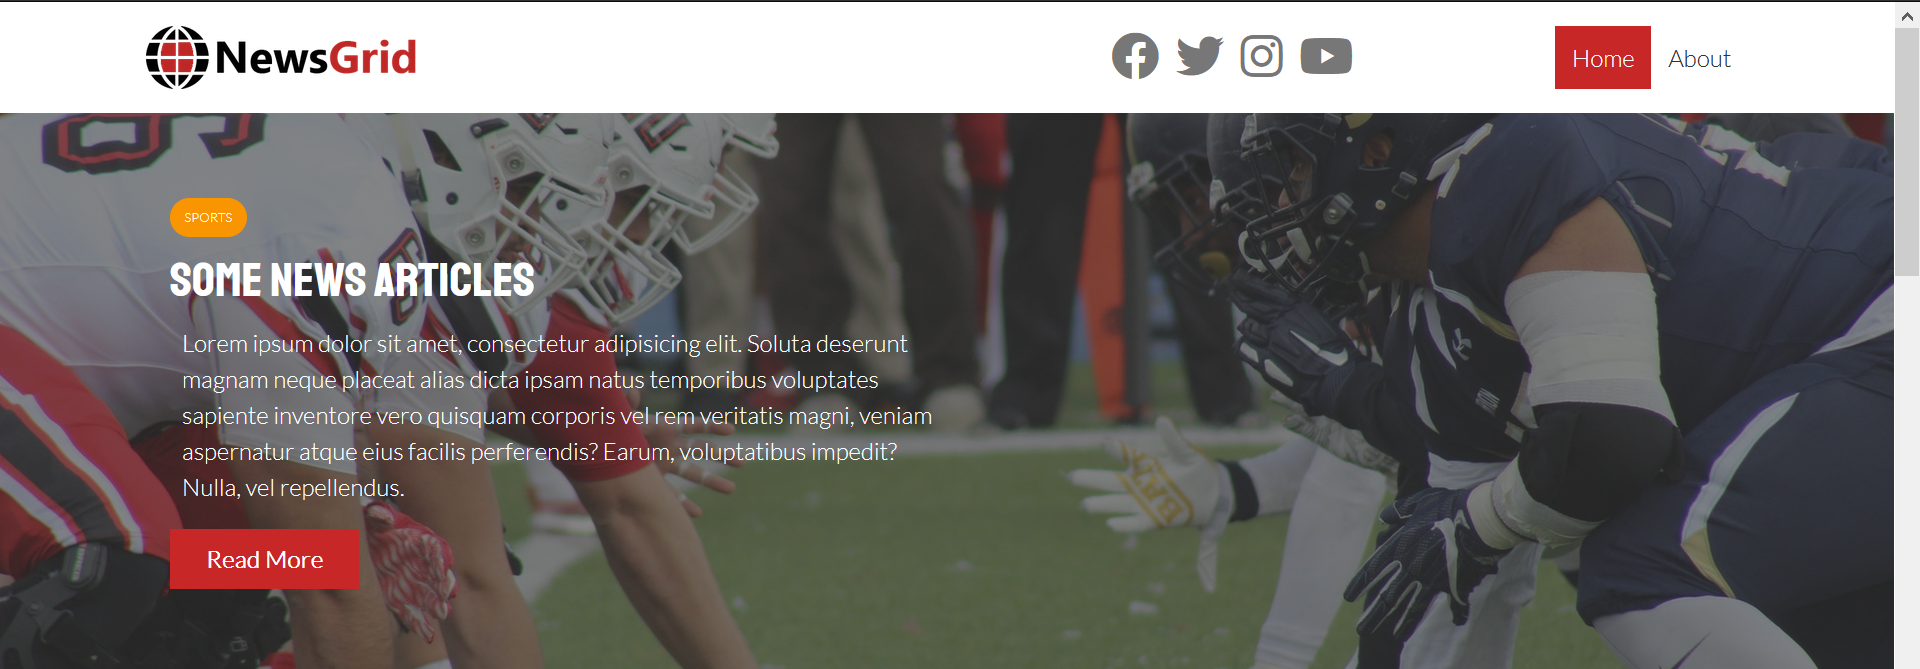 NewsGrid
Home About
SPORTS
SOME NEWS ARTICLES
Lorem ipsum dolor sit amet, consectetur adipisicing elit. Soluta deserunt
magnam neque placeat alias dicta ipsam natus temporibus voluptates
sapiente inventore vero quisquam corporis vel rem veritatis magni, veniam
aspernatur atque eius facilis perferendis? Earum, voluptatibus impedit?
Nulla, vel repellendus.
Read More